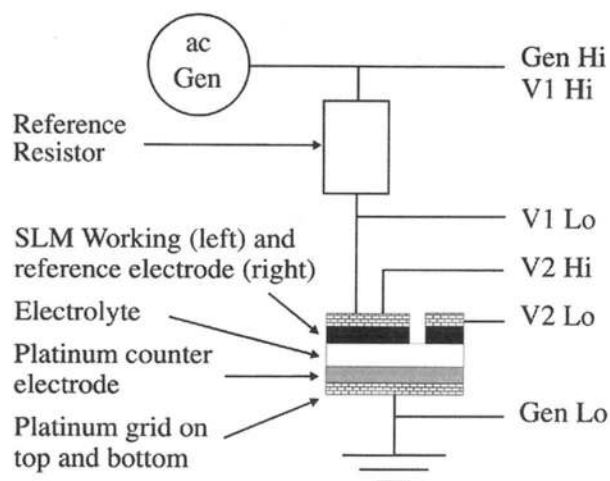 ac
Gen
Gen Hi
V1 Hi
Reference
Resistor
V1 Lo
SLM Working (left) and
reference electrode (right)
V2 Hi
Electrolyte
V2 Lo
Platinum counter
electrode
Gen Lo
Platinum grid on
top and bottom